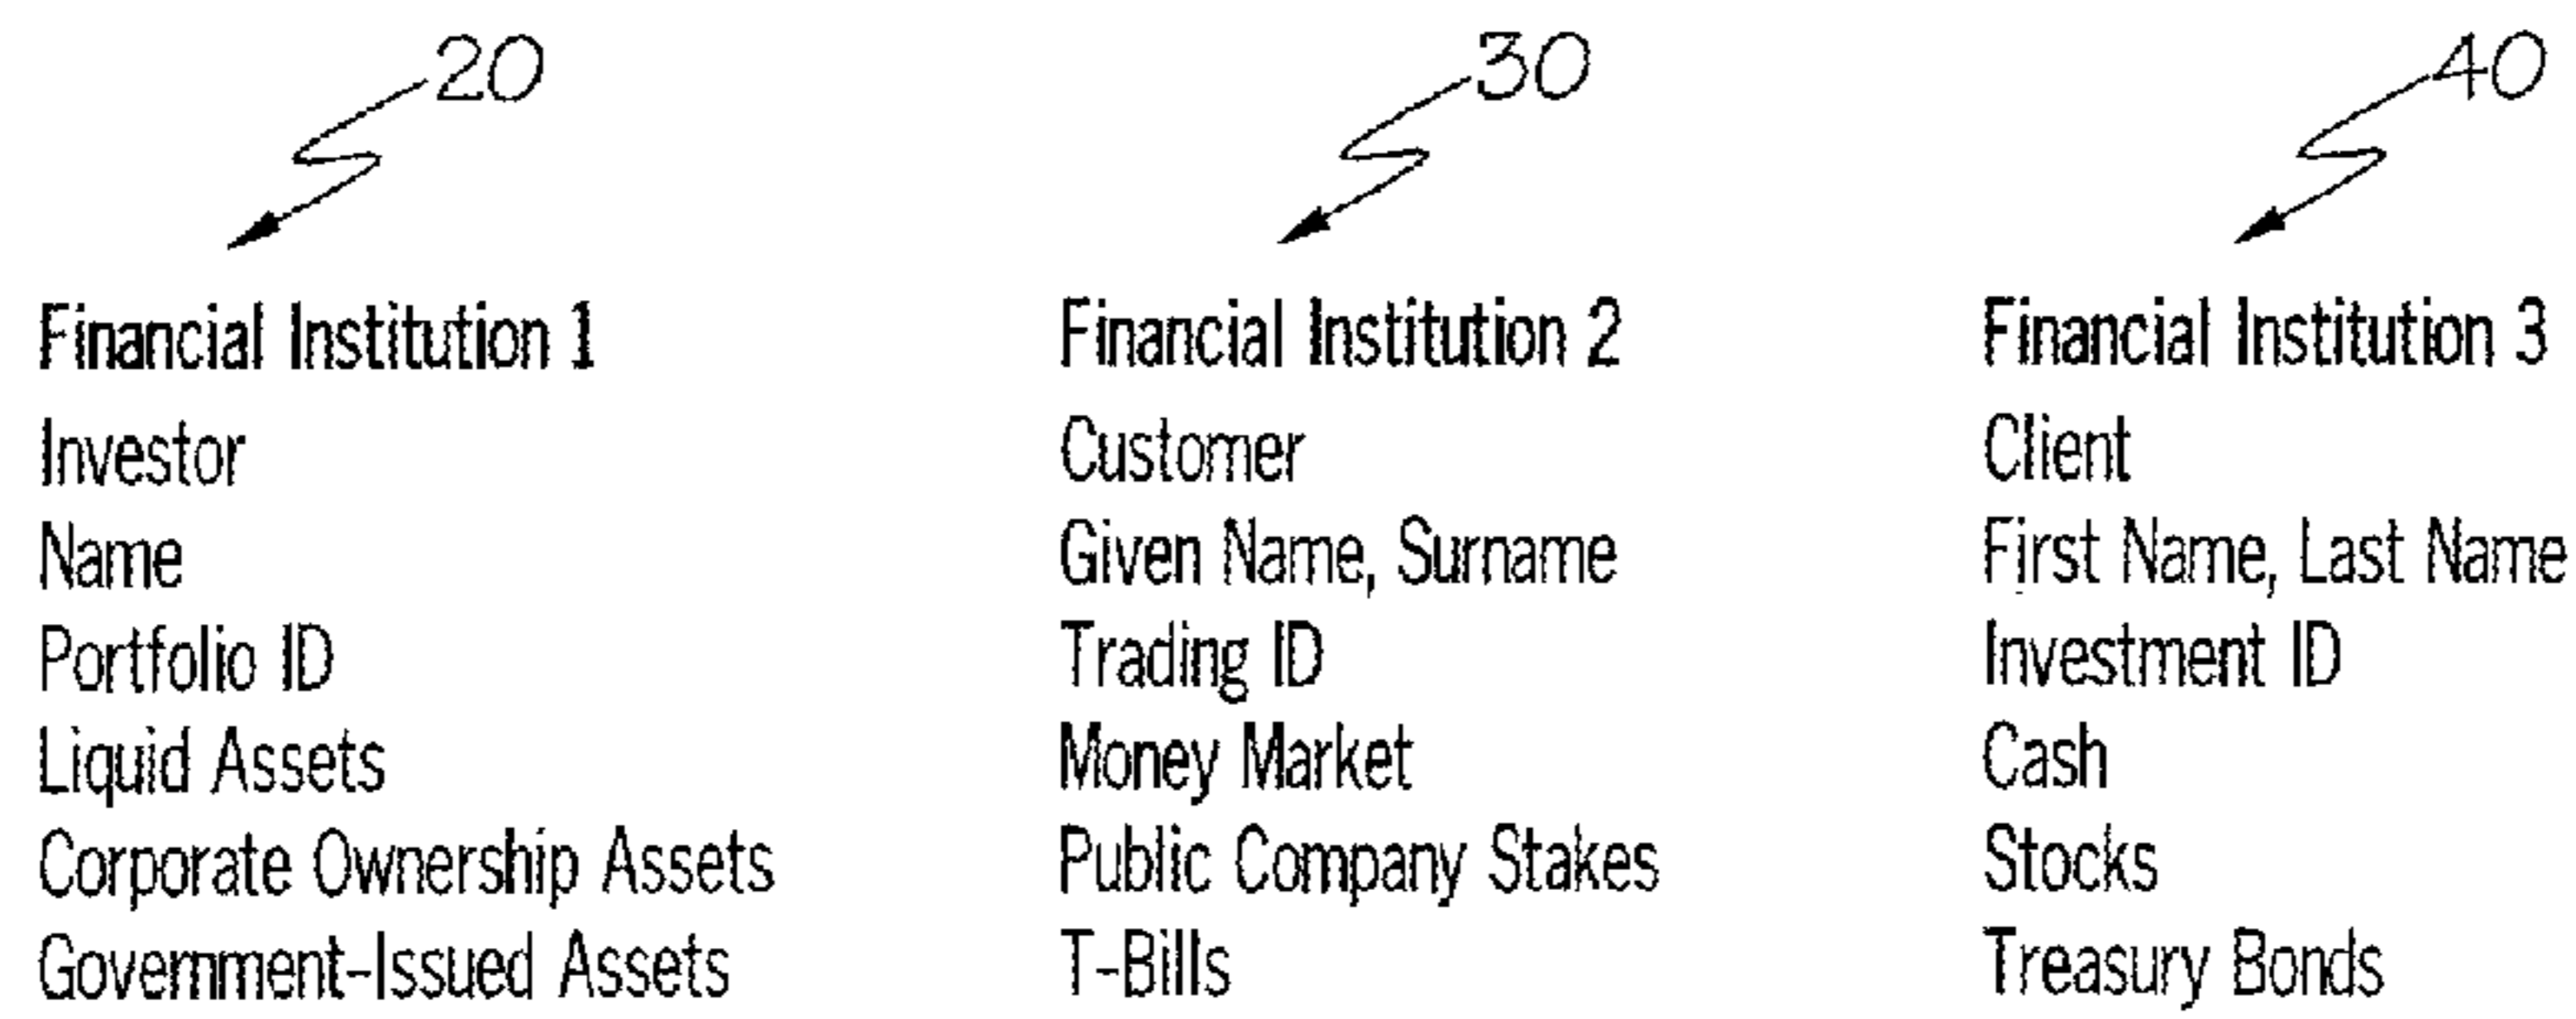 20
30
40
Financial Institution 1
Investor
Name
Portfolio ID
Liquid Assets
Corporate Ownership Assets
Government-Issued Assets
Financial Institution 2
Customer
Given Name, Surname
Trading ID
Money Market
Public Company Stakes
T-Bills
Financial Institution 3
Client
First Name, Last Name
Investment ID
Cash
Stocks
Treasury Bonds